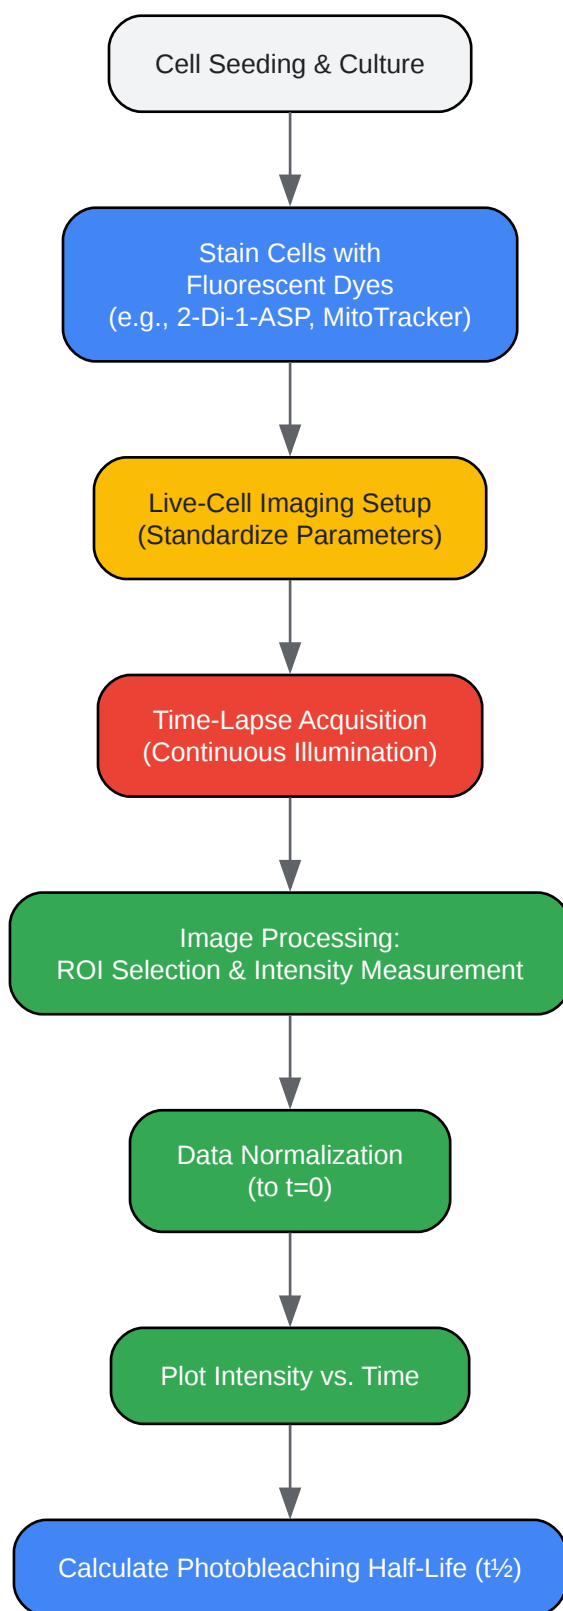 Cell Seeding & Culture
Stain Cells with
Fluorescent Dyes
(e.g., 2-Di-1-ASP, MitoTracker)
Live-Cell Imaging Setup
(Standardize Parameters)
Time-Lapse Acquisition
(Continuous Illumination)
Image Processing:
ROI Selection & Intensity Measurement
Data Normalization
(to t=0)
Plot Intensity vs. Time
Calculate Photobleaching Half-Life (t½)